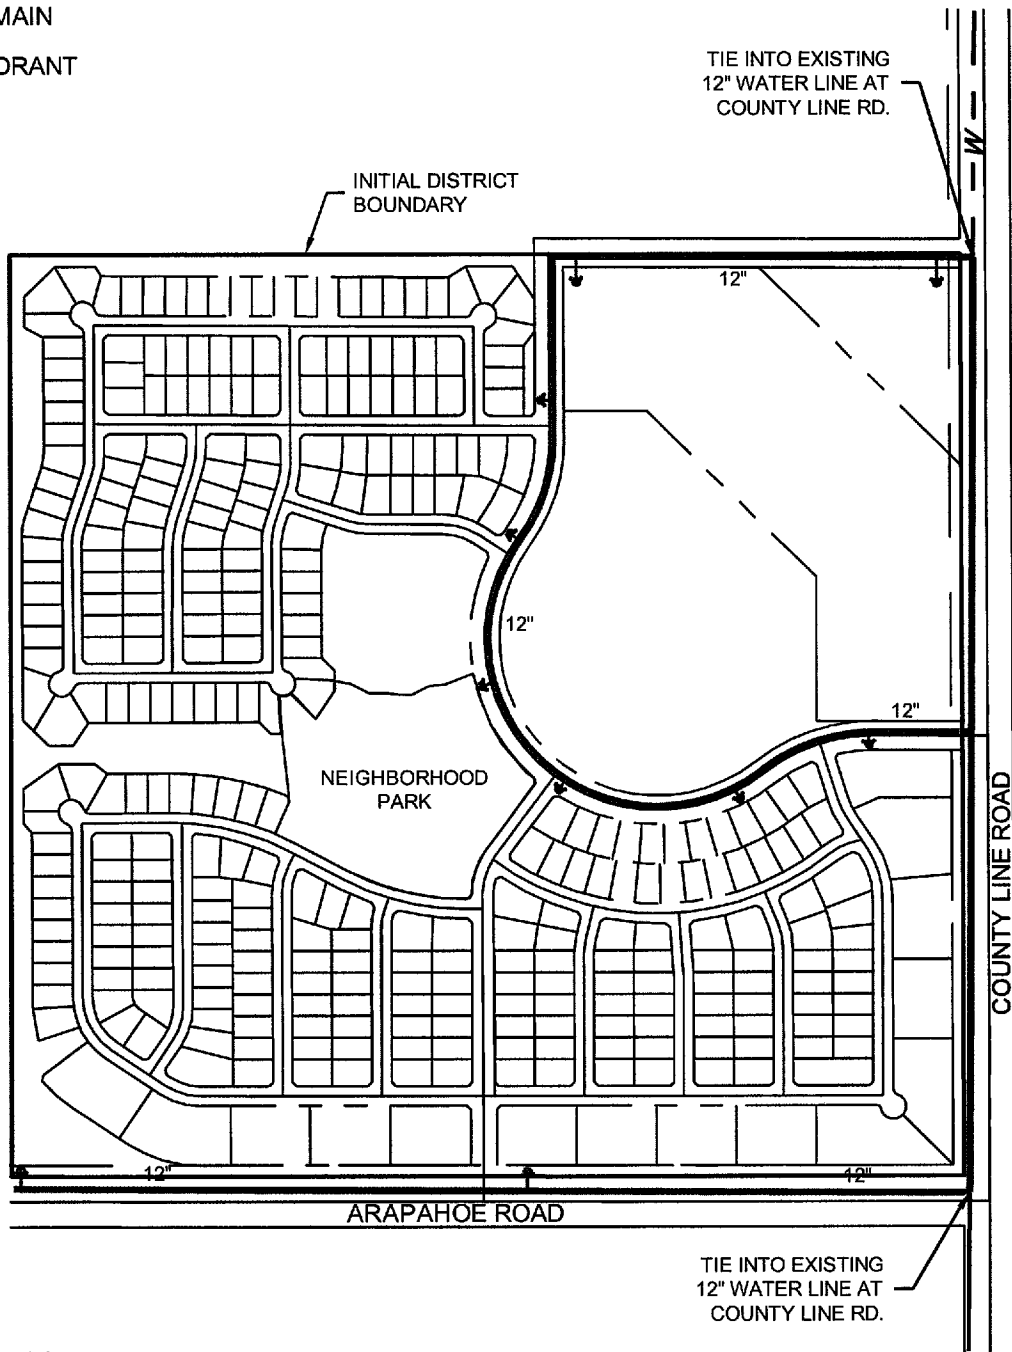 MAIN
DRANT
TIE INTO EXISTING
12" WATER LINE AT
COUNTY LINE RD.
W
INITIAL DISTRICT
BOUNDARY
12"
12"
12"
NEIGHBORHOOD
PARK
COUNTY LINE ROAD
12"
12"
ARAPAHOE ROAD
TIE INTO EXISTING
12" WATER LINE AT
COUNTY LINE RD.